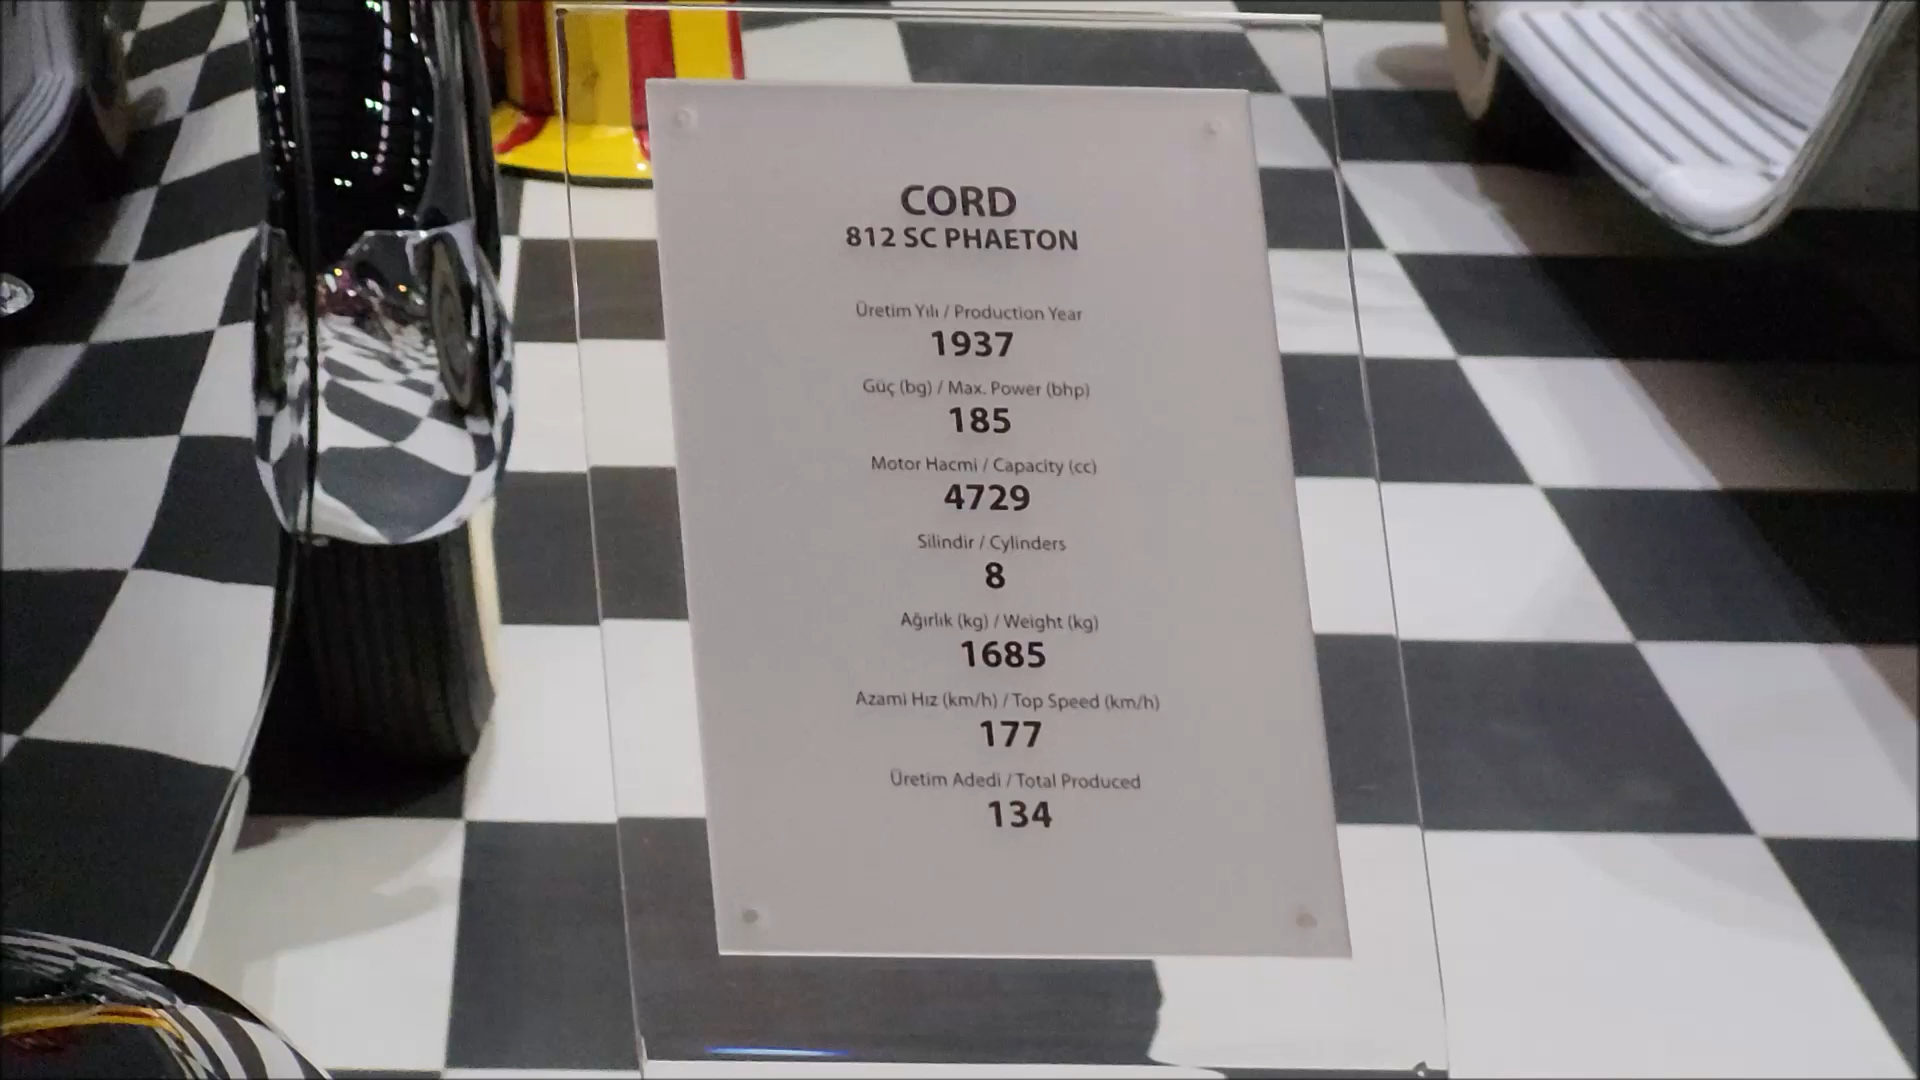 CORD
812 SC PHAETON
Üretim Yılı / Production Year
1937
Güç (bg) / Max. Power (bhp)
185
Motor Hacmi / Capacity (cc)
4729
Silindir / Cylinders
8
Ağırlık (kg) / Weight (kg)
1685
Azami Hız (km/h) / Top Speed (km/h)
177
Üretim Adedi / Total Produced
134